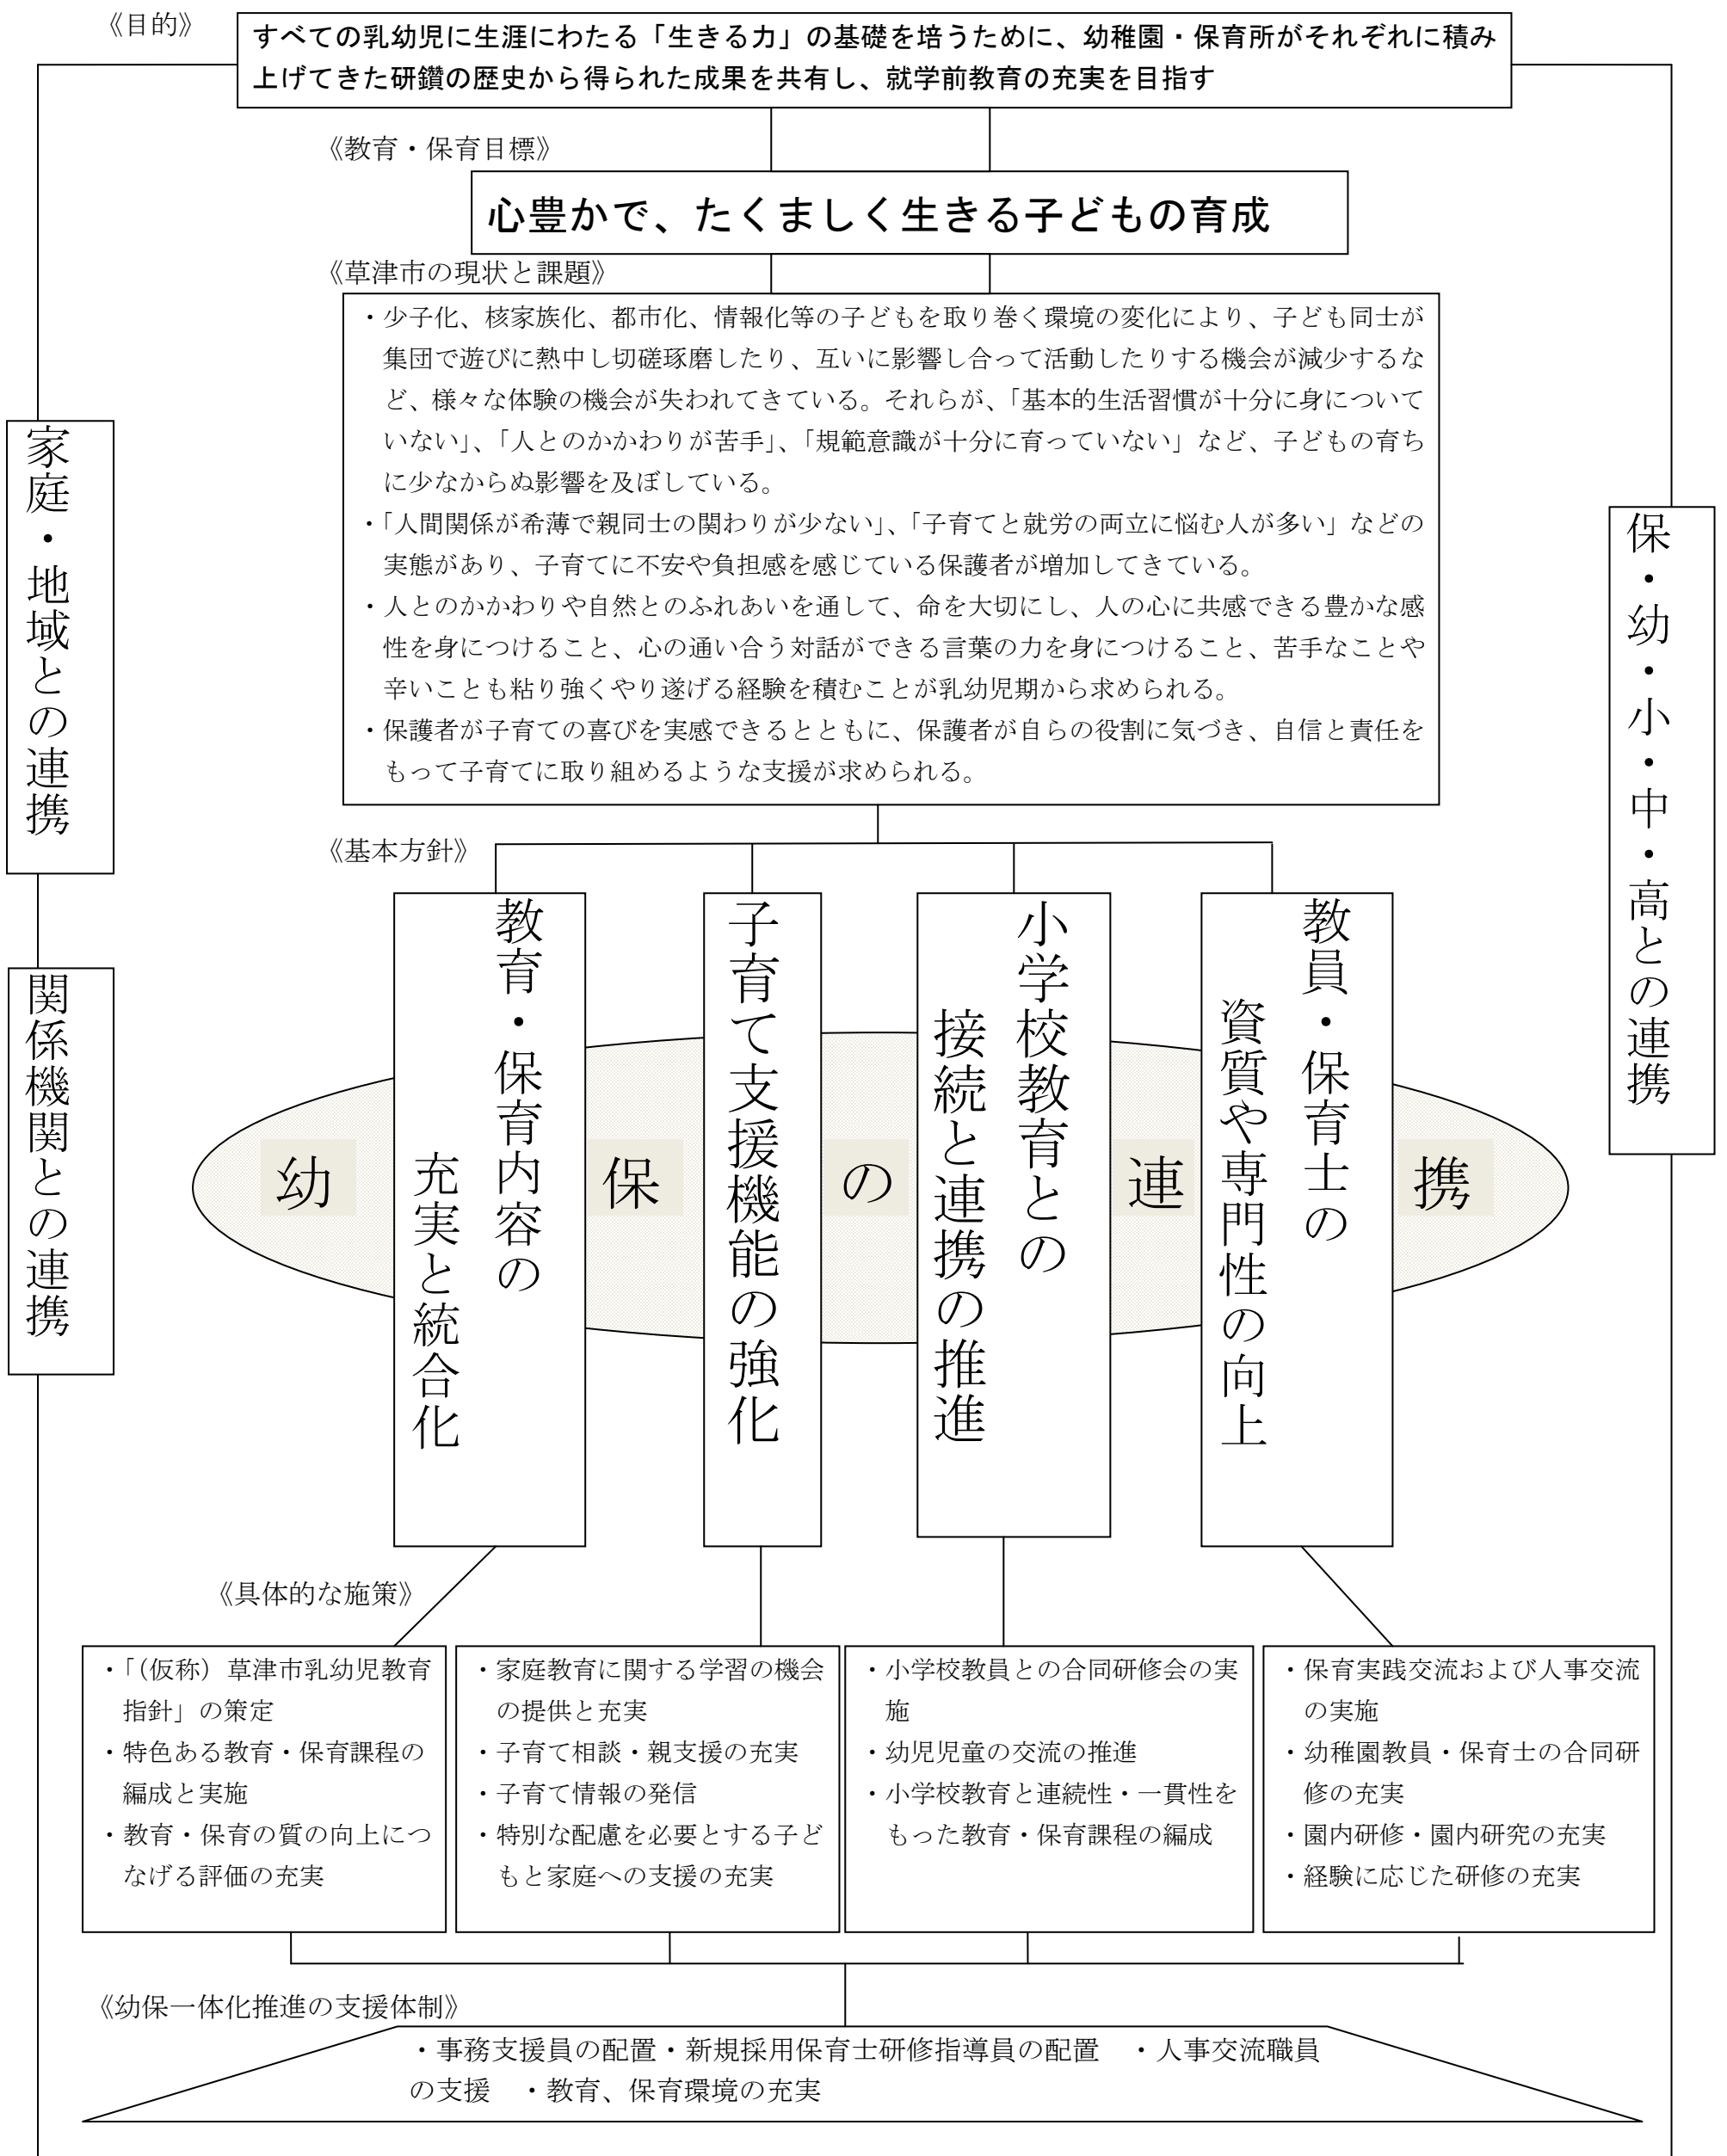 《目的》
すべての乳幼児に生涯にわたる「生きる力」の基礎を培うために、幼稚園・保育所がそれぞれに積み
上げてきた研鑽の歴史から得られた成果を共有し、就学前教育の充実を目指す
《教育・保育目標》
心豊かで、たくましく生きる子どもの育成
《草津市の現状と課題》
・少子化、核家族化、都市化、情報化等の子どもを取り巻く環境の変化により、子ども同士が
集団で遊びに熱中し切磋琢磨したり、互いに影響し合って活動したりする機会が減少するな
ど、様々な体験の機会が失われてきている。それらが、「基本的生活習慣が十分に身について
いない」、「人とのかかわりが苦手」、「規範意識が十分に育っていない」など、子どもの育ち
に少なからぬ影響を及ぼしている。
・「人間関係が希薄で親同士の関わりが少ない」、「子育てと就労の両立に悩む人が多い」などの
実態があり、子育てに不安や負担感を感じている保護者が増加してきている。
・人とのかかわりや自然とのふれあいを通して、命を大切にし、人の心に共感できる豊かな感
性を身につけること、心の通い合う対話ができる言葉の力を身につけること、苦手なことや
辛いことも粘り強くやり遂げる経験を積むことが乳幼児期から求められる。
・保護者が子育ての喜びを実感できるとともに、保護者が自らの役割に気づき、自信と責任を
もって子育てに取り組めるような支援が求められる。
家庭・地域との連携
関係機関との連携
保・幼・小・中・高との連携
《基本方針》
教育・保育内容の
充実と統合化
子育て支援機能の強化
小学校教育との
接続と連携の推進
教員・保育士の
資質や専門性の向上
幼保の連携
《具体的な施策》
・「（仮称）草津市乳幼児教育
指針」の策定
・特色ある教育・保育課程の
編成と実施
・教育・保育の質の向上につ
なげる評価の充実
・家庭教育に関する学習の機会
の提供と充実
・子育て相談・親支援の充実
・子育て情報の発信
・特別な配慮を必要とする子ど
もと家庭への支援の充実
・小学校教員との合同研修会の実
施
・幼児児童の交流の推進
・小学校教育と連続性・一貫性を
もった教育・保育課程の編成
・保育実践交流および人事交流
の実施
・幼稚園教員・保育士の合同研
修の充実
・園内研修・園内研究の充実
・経験に応じた研修の充実
《幼保一体化推進の支援体制》
・事務支援員の配置・新規採用保育士研修指導員の配置　・人事交流職員
の支援　・教育、保育環境の充実